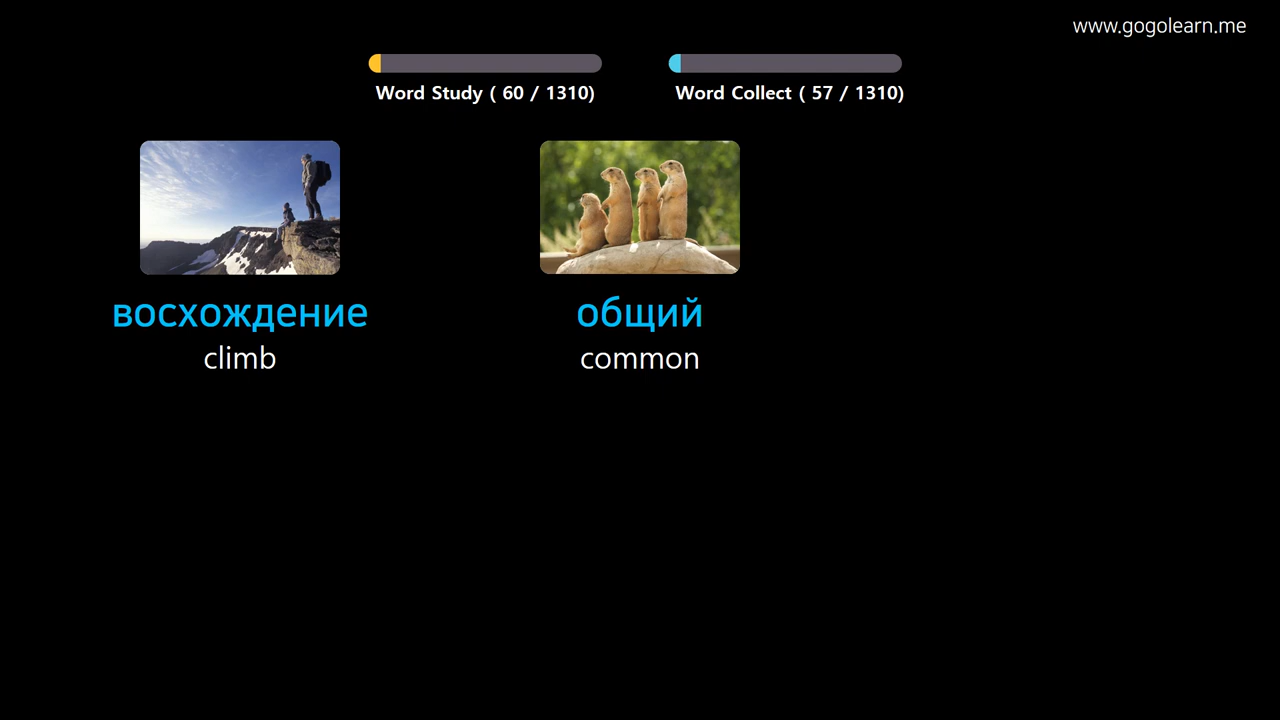 www.gogolearn.me
Word Study ( 60 / 1310)
Word Collect ( 57 / 1310)
восхождение
climb
общий
common